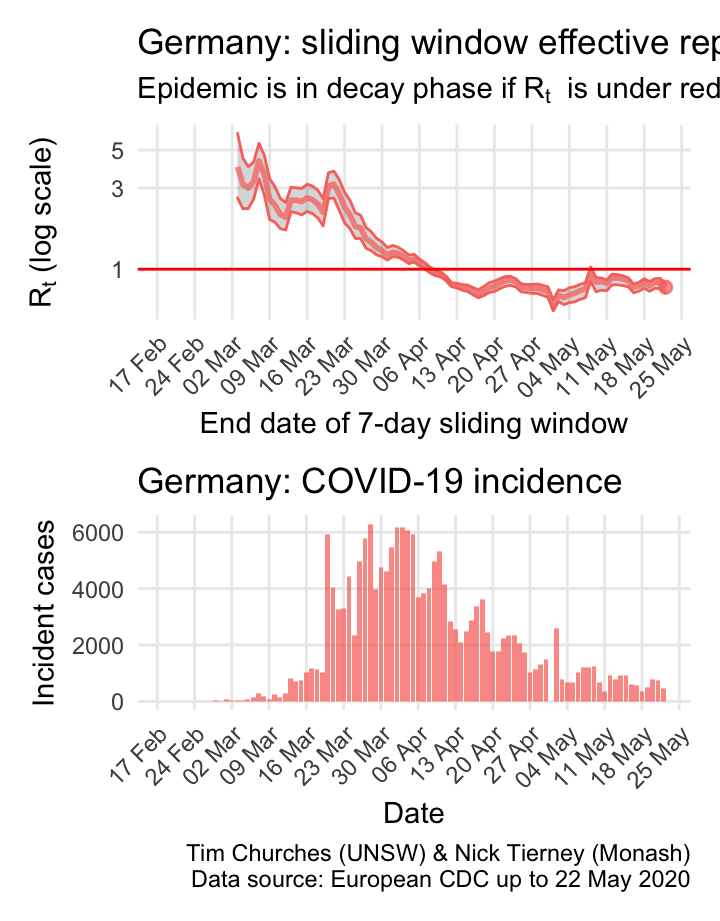 Germany: sliding window effective rep
Epidemic is in decay phase if Rt is under red
5
3
1
Rt (log scale)
17 Feb
24 Feb
02 Mar
09 Mar
16 Mar
23 Mar
30 Mar
06 Apr
13 Apr
20 Apr
27 Apr
04 May
11 May
18 May
25 May
End date of 7-day sliding window
Germany: COVID-19 incidence
6000
4000
2000
0
Incident cases
17 Feb
24 Feb
02 Mar
09 Mar
16 Mar
23 Mar
30 Mar
06 Apr
13 Apr
20 Apr
27 Apr
04 May
11 May
18 May
25 May
Date
Tim Churches (UNSW) & Nick Tierney (Monash)
Data source: European CDC up to 22 May 2020